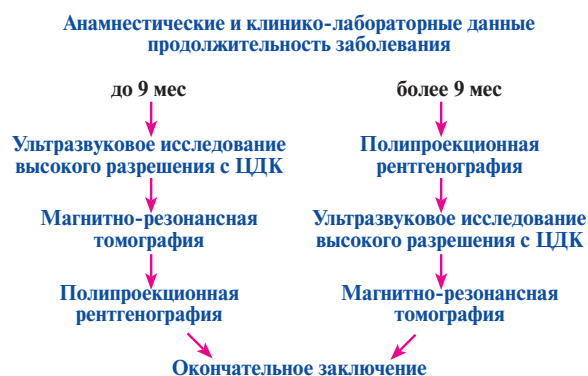 Анамнестические и клинико-лабораторные данные
продолжительность заболевания
до 9 мес
Ультразвуковое исследование
высокого разрешения с ЦДК
Магнитно-резонансная
томография
Полипроекционная
рентгенография
более 9 мес
Полипроекционная
рентгенография
Ультразвуковое исследование
высокого разрешения с ЦДК
Магнитно-резонансная
томография
Окончательное заключение